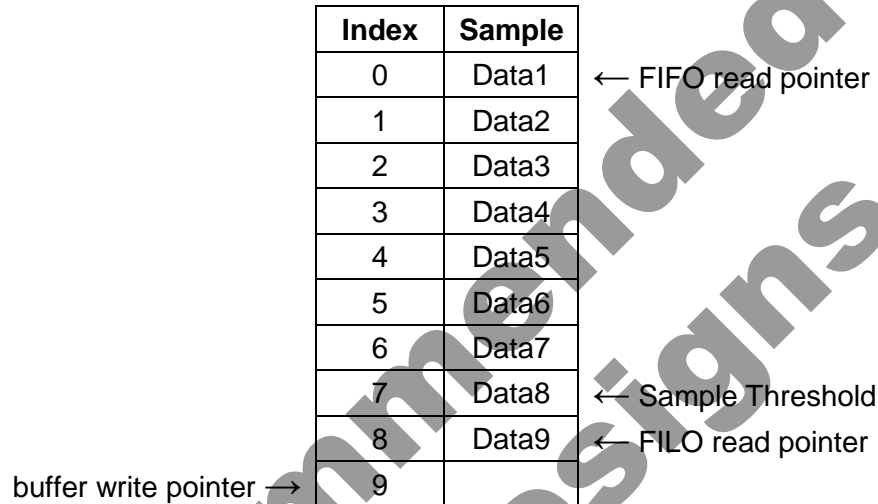 Index Sample
0 Data1 ← FIFO read pointer
1 Data2
2 Data3
3 Data4
4 Data5
5 Data6
6 Data7
7 Data8 ← Sample Threshold
8 Data9 ← FILO read pointer
buffer write pointer → 9